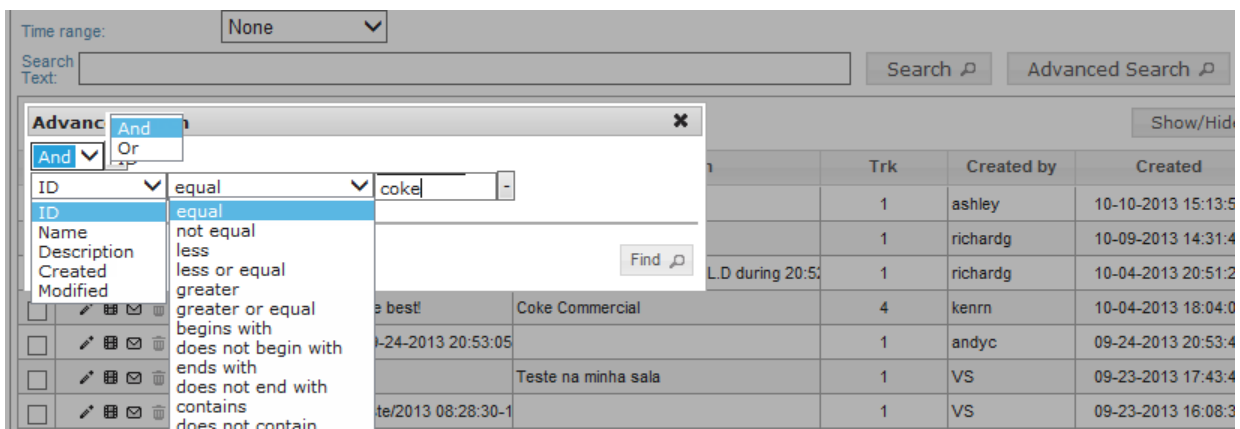 Time range: None
Search Text:
Search Advanced Search
Advanc
And
Or
Show/Hid
And
ID equal coke -
ID
Name
Description
Created
Modified
equal
not equal
less
less or equal
greater
greater or equal
begins with
does not begin with
ends with
does not end with
contains
does not contain
Find
Trk Created by Created
1 ashley 10-10-2013 15:13:5
1 richardg 10-09-2013 14:31:4
L.D during 20:52 1 richardg 10-04-2013 20:51:2
e best! Coke Commercial 4 kenrn 10-04-2013 18:04:0
-24-2013 20:53:05 1 andyc 09-24-2013 20:53:4
Teste na minha sala 1 VS 09-23-2013 17:43:4
te/2013 08:28:30-1 1 VS 09-23-2013 16:08:3